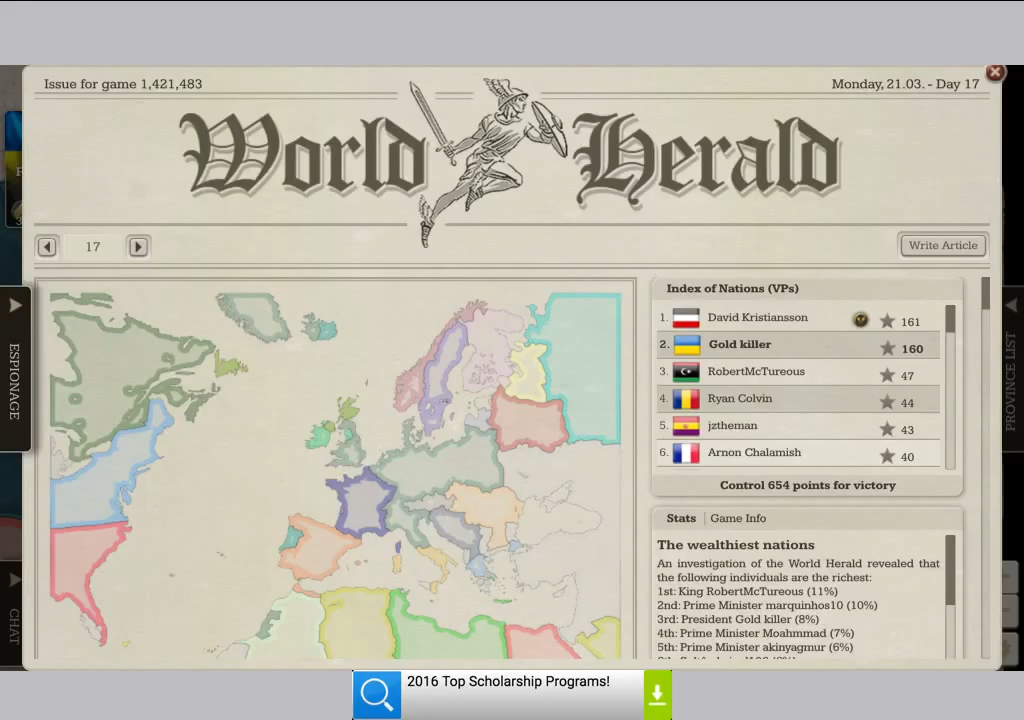 Issue for game 1,421,483
Monday, 21.03. - Day 17
World Herald
17
Write Article
ESPIONAGE
CHAT
PROVINCE LIST
Index of Nations (VPs)
1. David Kristiansson 161
2. Gold killer 160
3. RobertMcTureous 47
4. Ryan Colvin 44
5. jztheman 43
6. Arnon Chalamish 40
Control 654 points for victory
Stats | Game Info
The wealthiest nations
An investigation of the World Herald revealed that
the following individuals are the richest:
1st: King RobertMcTureous (11%)
2nd: Prime Minister marquinhos10 (10%)
3rd: President Gold killer (8%)
4th: Prime Minister Moahmmad (7%)
5th: Prime Minister akinyagmur (6%)
2016 Top Scholarship Programs!